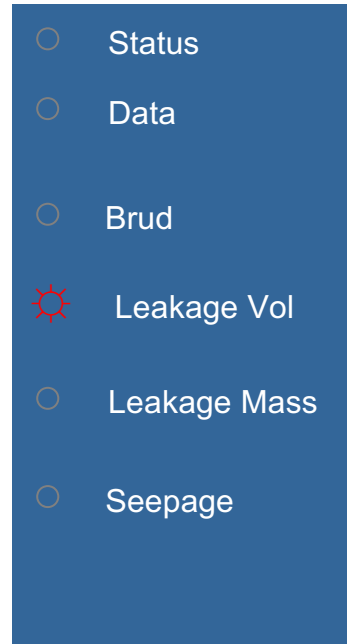 Status
Data
Brud
Leakage Vol
Leakage Mass
Seepage